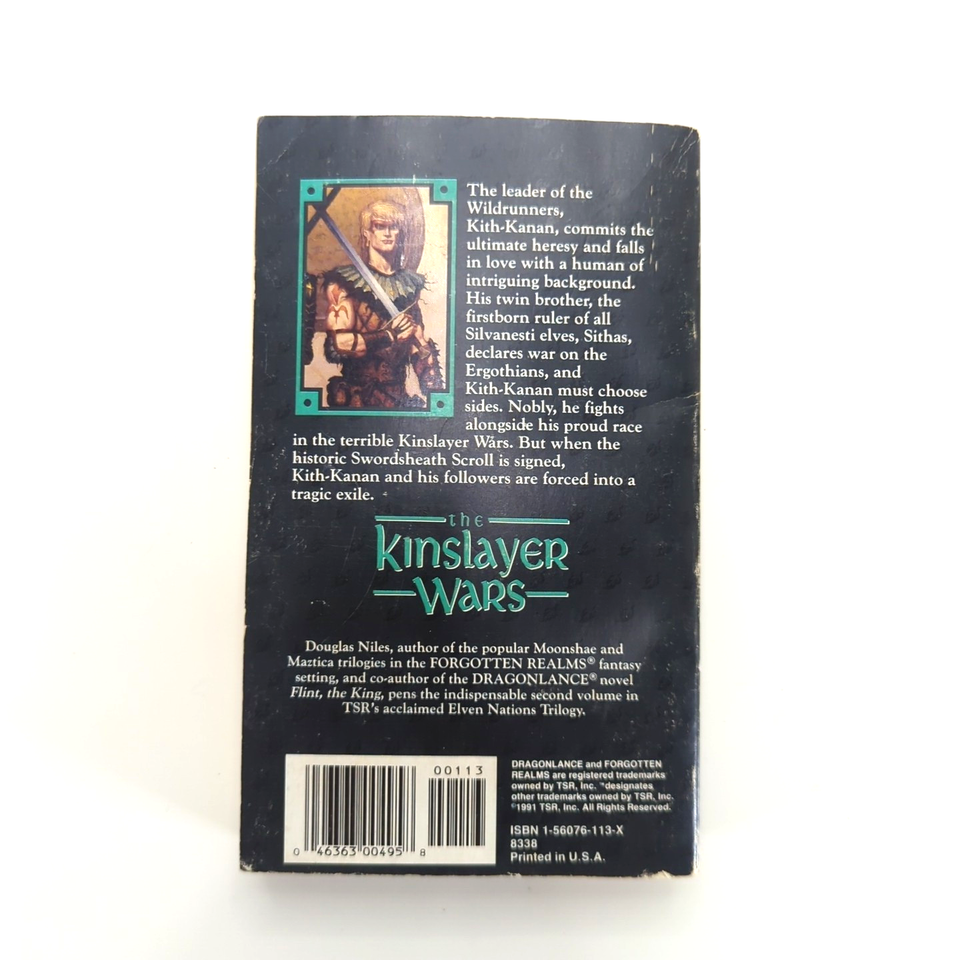 The leader of the
Wildrunners,
Kith-Kanan, commits the
ultimate heresy and falls
in love with a human of
intriguing background.
His twin brother, the
firstborn ruler of all
Silvanesti elves, Sithas,
declares war on the
Ergothians, and
Kith-Kanan must choose
sides. Nobly, he fights
alongside his proud race
in the terrible Kinslayer Wars. But when the
historic Swordsheath Scroll is signed,
Kith-Kanan and his followers are forced into a
tragic exile.
the
Kinslayer
Wars
Douglas Niles, author of the popular Moonshae and
Maztica trilogies in the FORGOTTEN REALMS® fantasy
setting, and co-author of the DRAGONLANCE® novel
Flint, the King, pens the indispensable second volume in
TSR's acclaimed Elven Nations Trilogy.
00113
0 46363 00495 8
DRAGONLANCE and FORGOTTEN
REALMS are registered trademarks
owned by TSR, Inc. ™designates
other trademarks owned by TSR, Inc.
©1991 TSR, Inc. All Rights Reserved.
ISBN 1-56076-113-X
8338
Printed in U.S.A.